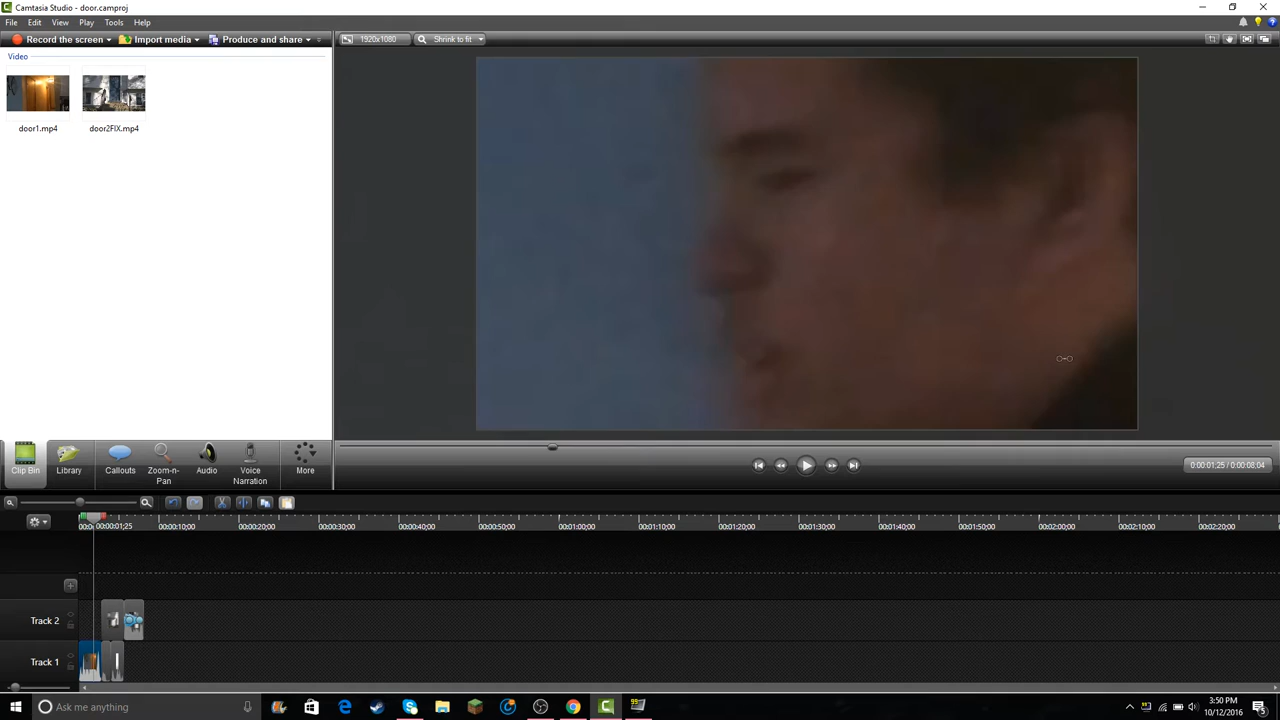 Camtasia Studio - door.camproj
File Edit View Play Tools Help
Record the screen Import media Produce and share
1920x1080 Shrink to fit
Video
door1.mp4 door2FIX.mp4
Clip Bin Library Callouts Zoom-n-Pan Audio Voice Narration More
0:00:01;25 / 0:00:08;04
00:00:01;25 00:00:10;00 00:00:20;00 00:00:30;00 00:00:40;00 00:00:50;00 00:01:00;00 00:01:10;00 00:01:20;00 00:01:30;00 00:01:40;00 00:01:50;00 00:02:00;00 00:02:10;00 00:02:20;00
Track 2
Track 1
Ask me anything
3:50 PM
10/12/2016